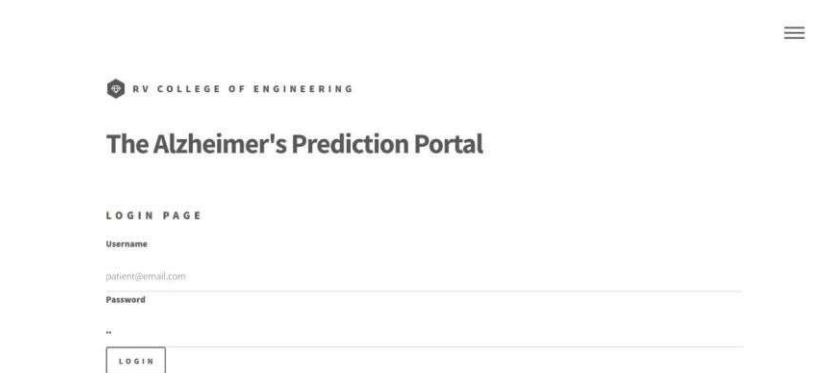 RV COLLEGE OF ENGINEERING
The Alzheimer's Prediction Portal
LOGIN PAGE
Username
patient@email.com
Password
••
LOGIN